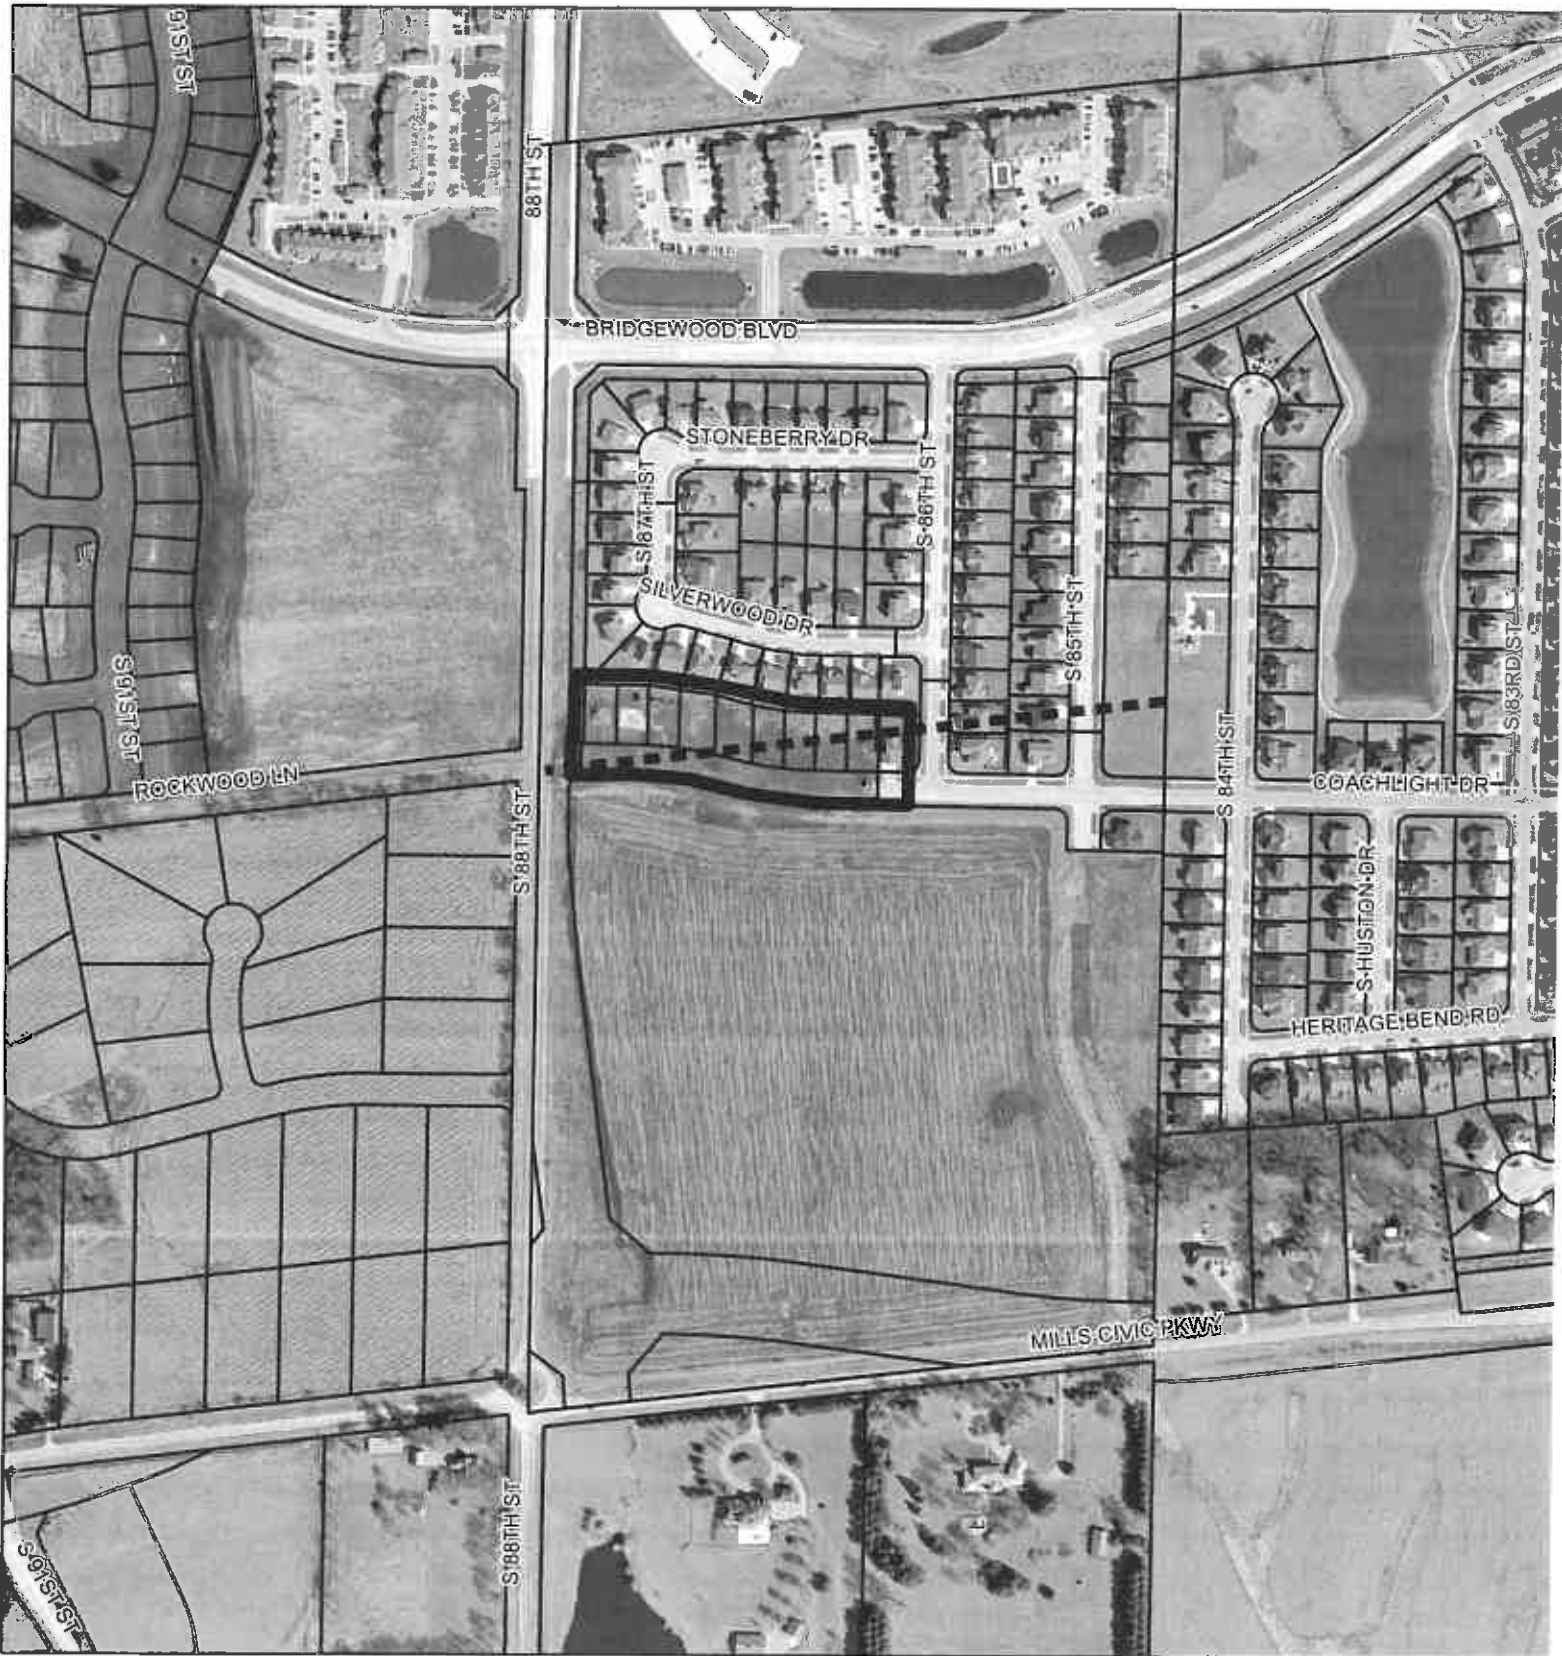 91ST ST
88TH ST
BRIDGEWOOD BLVD
STONEBERRY DR
S 87TH ST
S 86TH ST
SILVERWOOD DR
S 85TH ST
S 83RD ST
S 91ST ST
S 84TH ST
ROCKWOOD LN
COACHLIGHT DR
S 88TH ST
S HUSTON DR
HERITAGE BEND RD
MILLS CIVIC PKWY
S 88TH ST
S 91ST ST